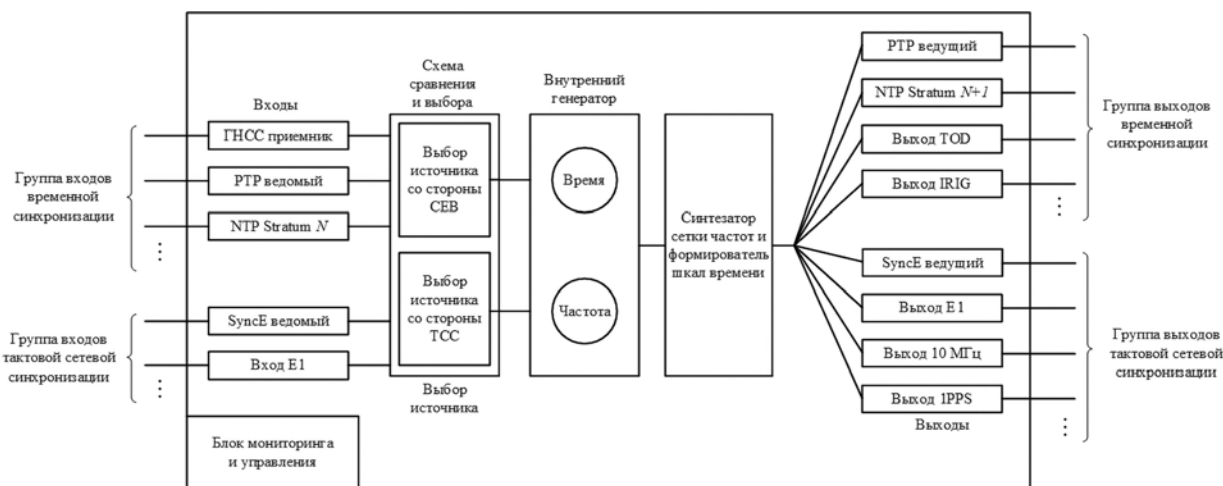 Группа входов
временной
синхронизации
⋮
Группа входов
тактовой сетевой
синхронизации
⋮
Входы
ГНСС приемник
PTP ведомый
NTP Stratum N
SyncE ведомый
Вход E1
Блок мониторинга
и управления
Схема
сравнения
и выбора
Выбор
источника
со стороны
СЕВ
Выбор
источника
со стороны
ТСС
Выбор
источника
Внутренний
генератор
Время
Частота
Синтезатор
сетки частот и
формирователь
шкал времени
PTP ведущий
NTP Stratum N+1
Выход TOD
Выход IRIG
SyncE ведущий
Выход E1
Выход 10 МГц
Выход 1PPS
Выходы
Группа выходов
временной
синхронизации
⋮
Группа выходов
тактовой сетевой
синхронизации
⋮